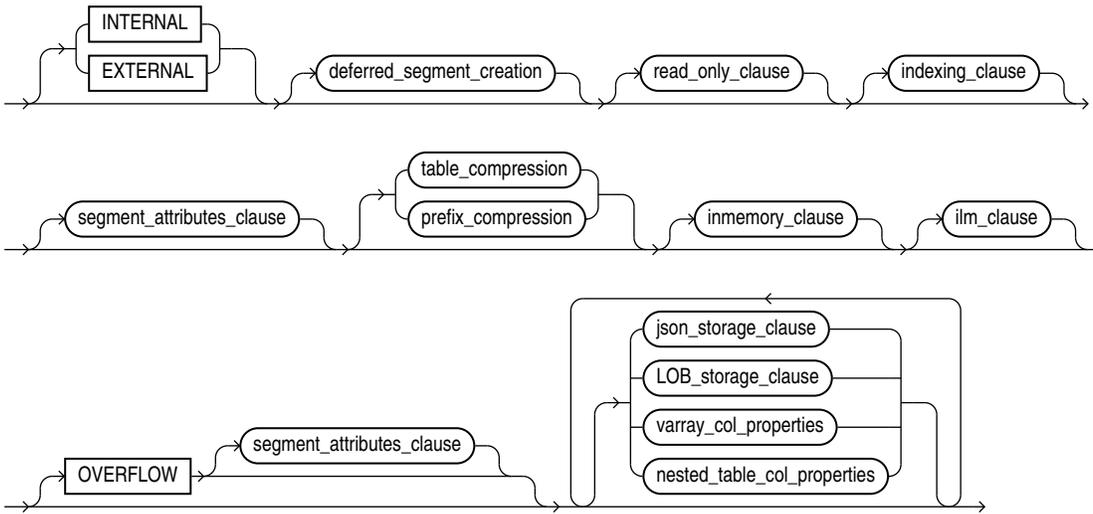 INTERNAL
EXTERNAL
deferred_segment_creation
read_only_clause
indexing_clause
segment_attributes_clause
table_compression
prefix_compression
inmemory_clause
ilm_clause
OVERFLOW
segment_attributes_clause
json_storage_clause
LOB_storage_clause
varray_col_properties
nested_table_col_properties